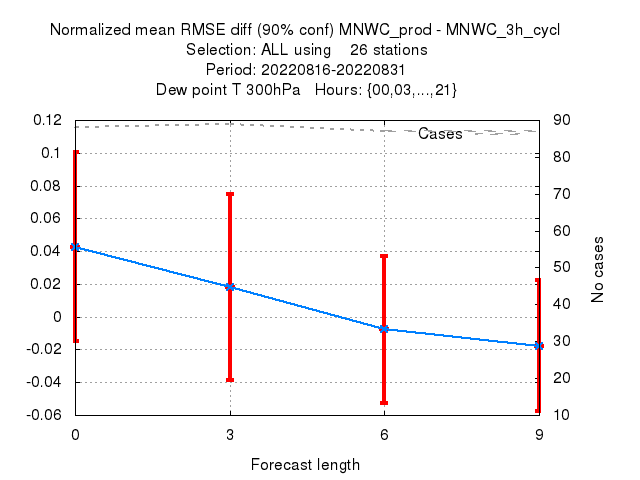 Normalized mean RMSE diff (90% conf) MNWC_prod - MNWC_3h_cycl
Selection: ALL using 26 stations
Period: 20220816-20220831
Dew point T 300hPa Hours: {00,03,...,21}
0.12
0.1
0.08
0.06
0.04
0.02
0
-0.02
-0.04
-0.06
Cases
90
80
70
60
50
40
30
20
10
No cases
0 3 6 9
Forecast length